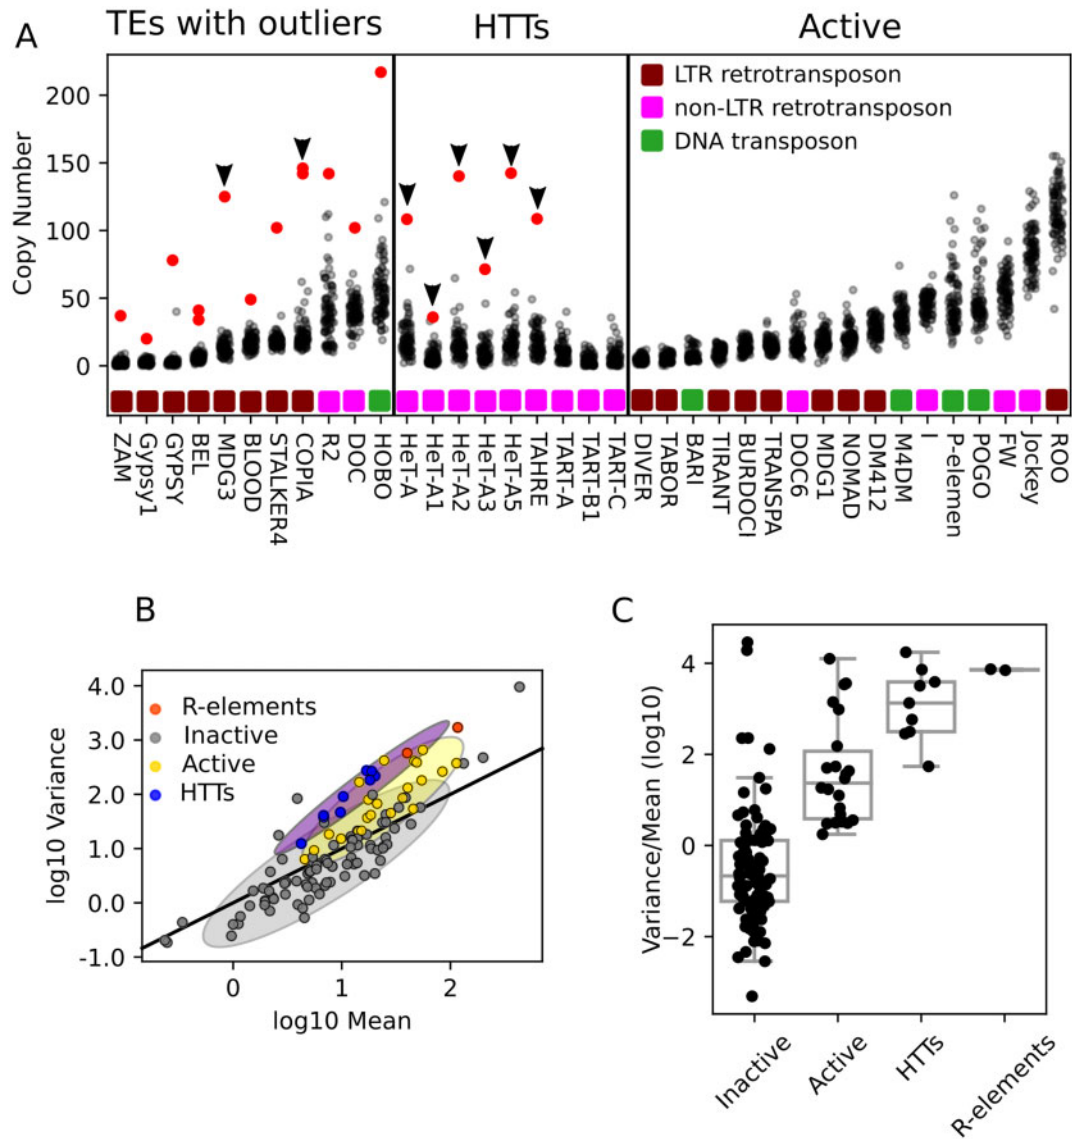 A
TEs with outliers
HTTs
Active
LTR retrotransposon
non-LTR retrotransposon
DNA transposon
Copy Number
200
150
100
50
0
ZAM
Gypsy1
GYPSY
BEL
MDG3
BLOOD
STALKER4
COPIA
R2
DOC
HOBO
HeT-A
HeT-A1
HeT-A2
HeT-A3
HeT-A5
TAHRE
TART-A
TART-B1
TART-C
DIVER
TABOR
BARI
TIRANT
BURDOCI
TRANSPA
DOC6
MDG1
NOMAD
DM412
M4DM
I
P-elemen
POGO
FW
Jockey
ROO
B
R-elements
Inactive
Active
HTTs
log10 Variance
4.0
3.0
2.0
1.0
0.0
-1.0
0
1
2
log10 Mean
C
Variance/Mean (log10)
4
2
0
−2
Inactive
Active
HTTs
R-elements